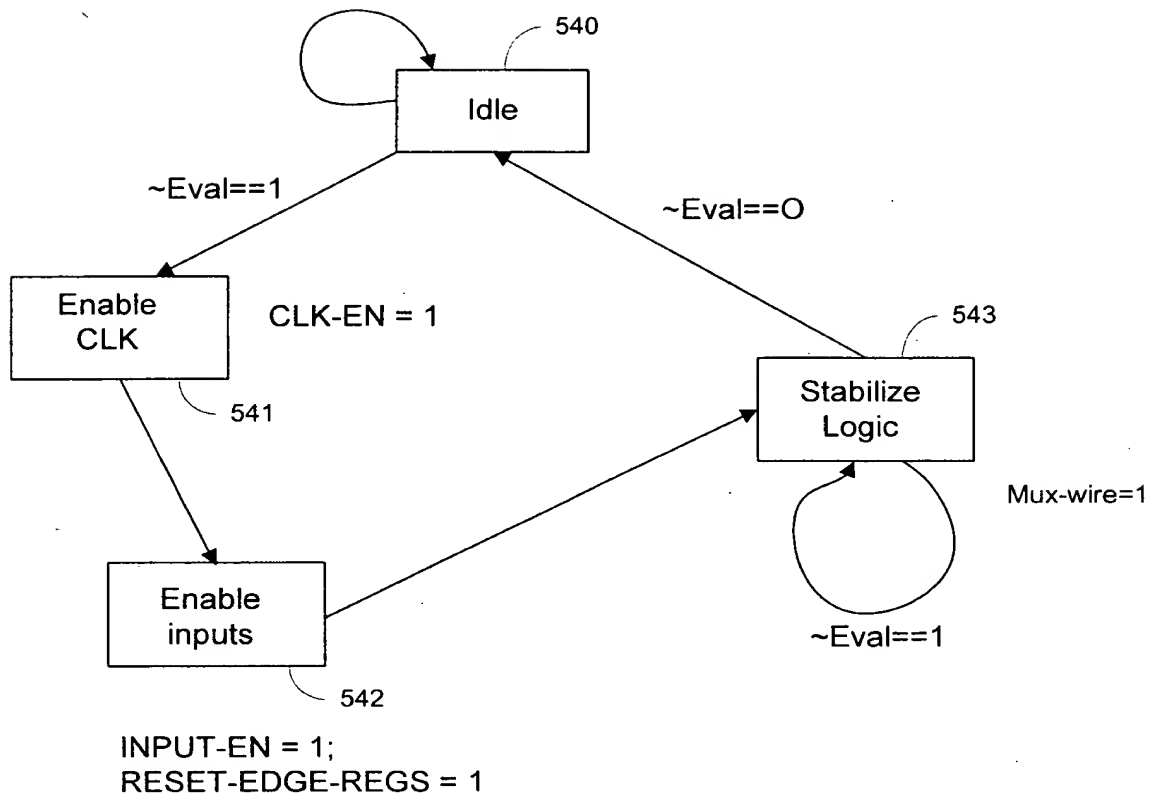 540
Idle
~Eval==1
~Eval==O
Enable
CLK
CLK-EN = 1
541
543
Stabilize
Logic
Mux-wire=1
~Eval==1
Enable
inputs
542
INPUT-EN = 1;
RESET-EDGE-REGS = 1